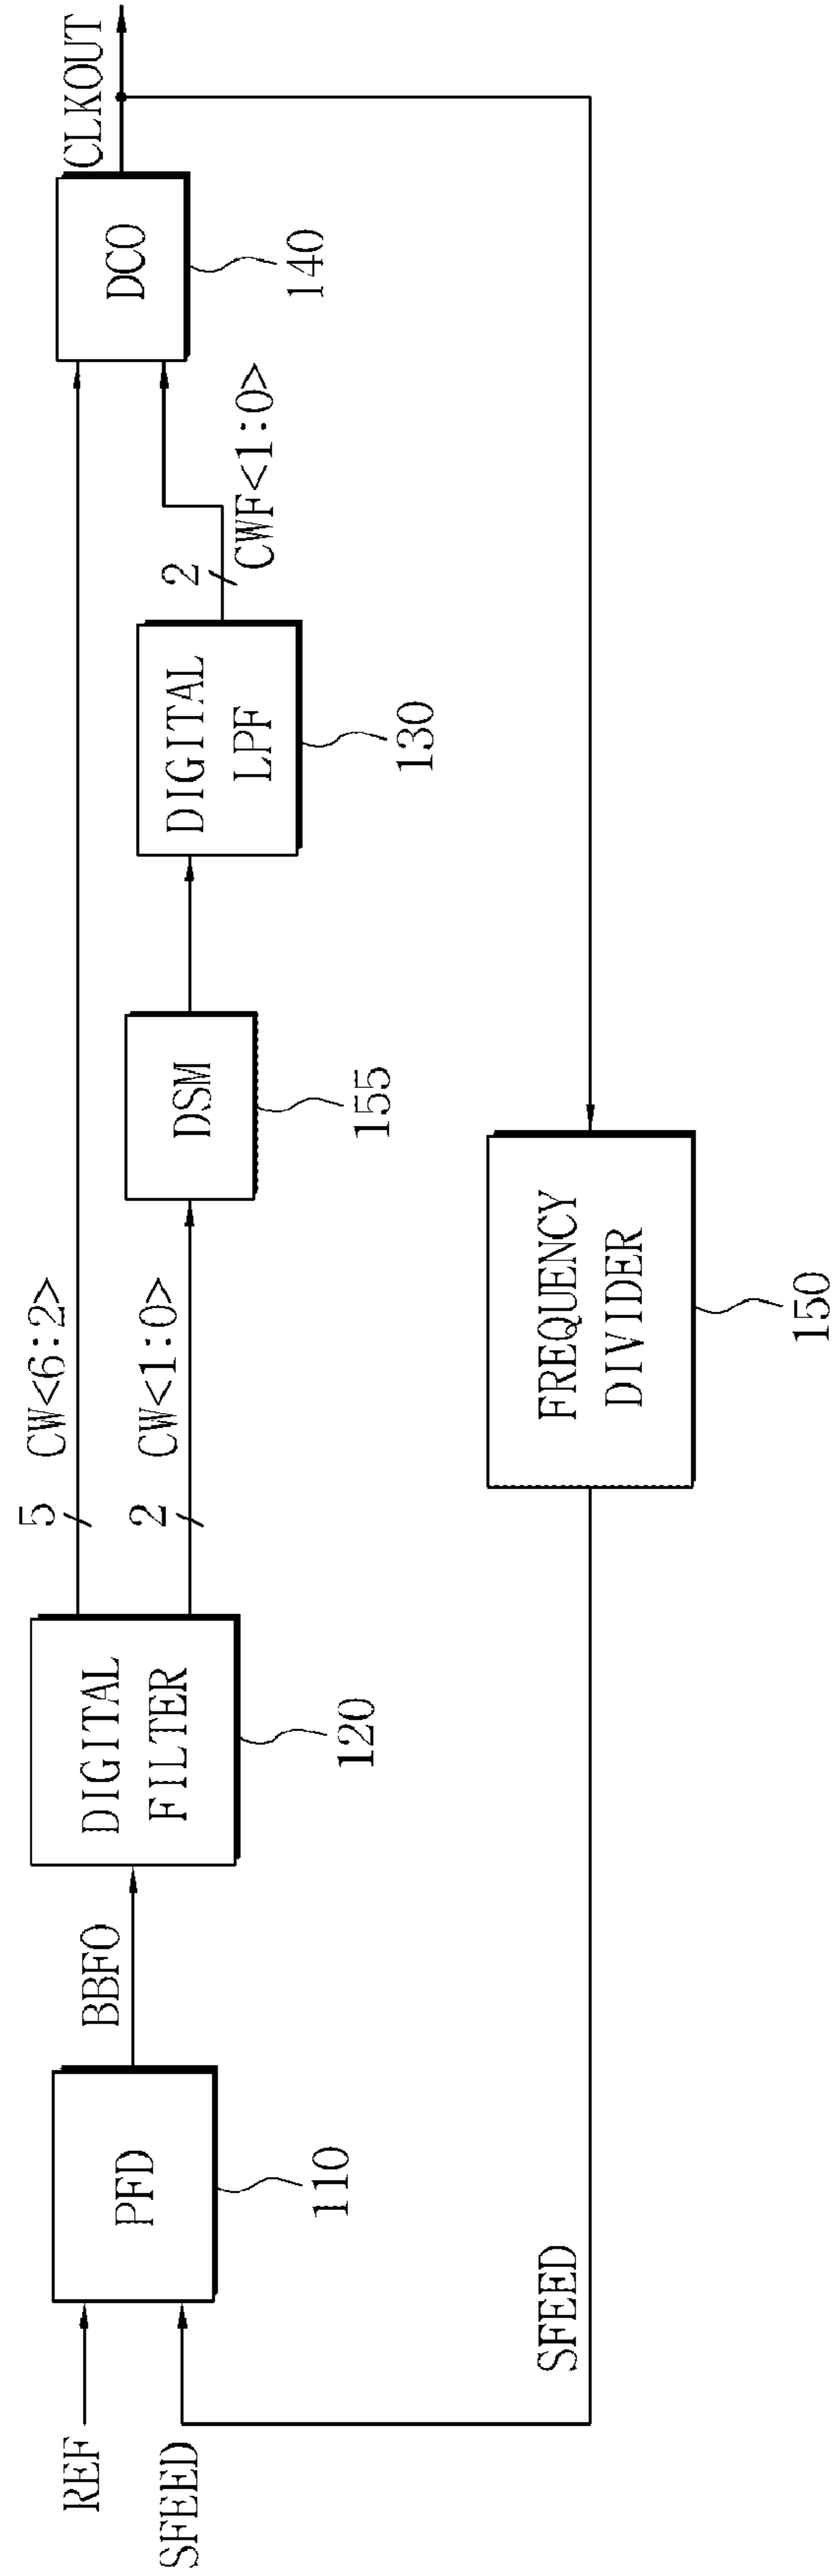 REF
SFEED
PFD
110
BBFO
DIGITAL
FILTER
120
5
CW<6:2>
2
CW<1:0>
DSM
155
DIGITAL
LPF
130
2
CWF<1:0>
DCO
140
CLKOUT
FREQUENCY
DIVIDER
150
SFEED